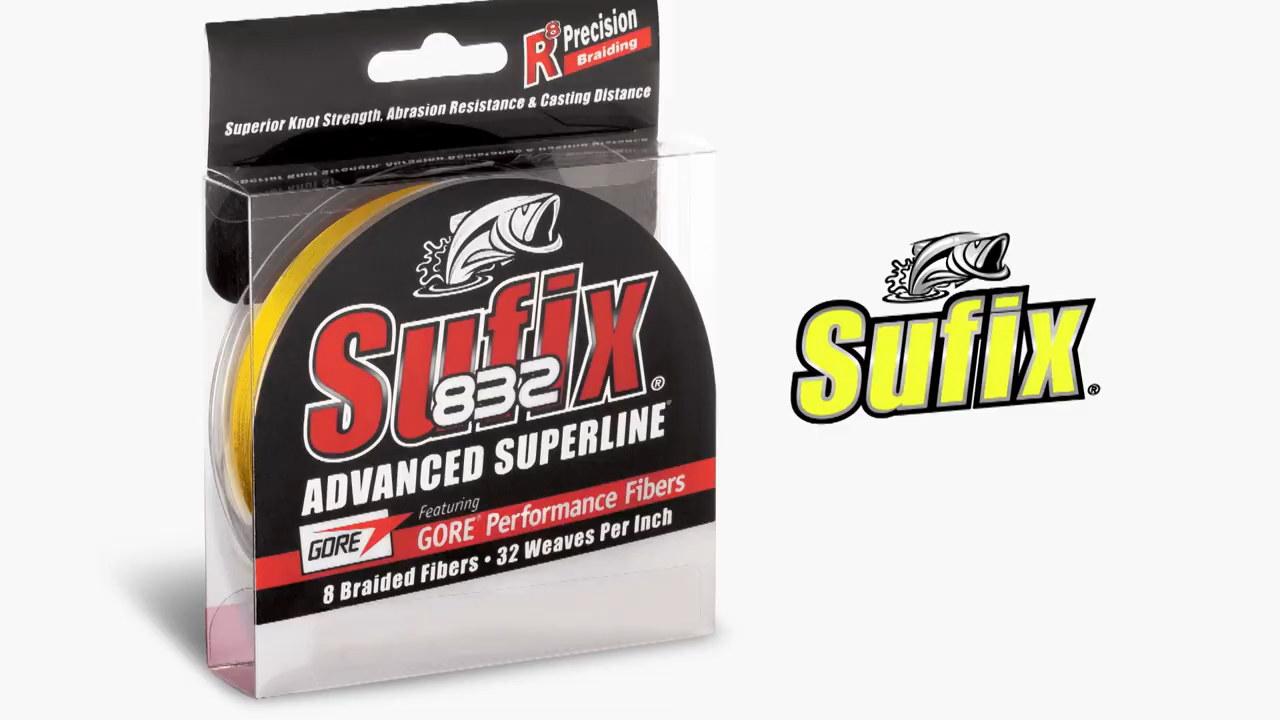 R8 Precision
Braiding
Superior Knot Strength, Abrasion Resistance & Casting Distance
Sufix®
832
ADVANCED SUPERLINE
Featuring
GORE
GORE® Performance Fibers
8 Braided Fibers • 32 Weaves Per Inch
Sufix®